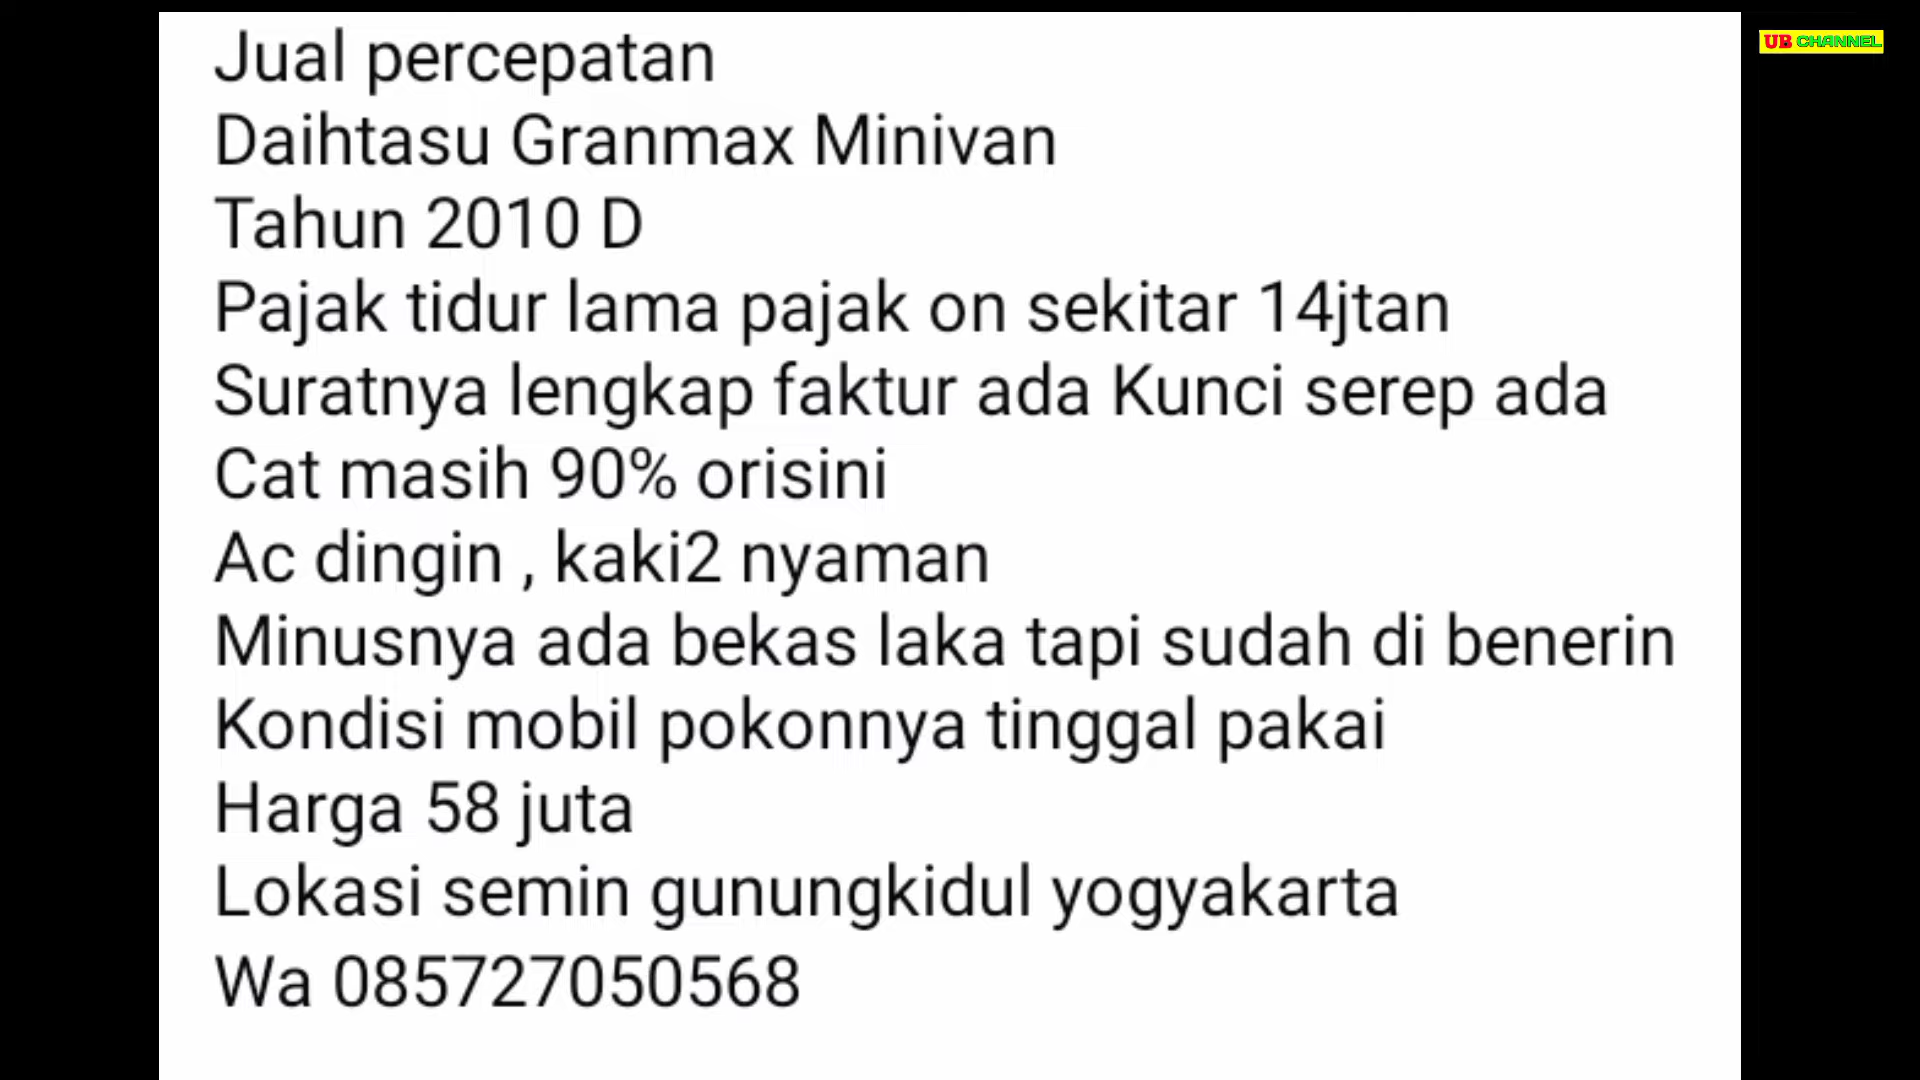 Jual percepatan
UB CHANNEL
Daihtasu Granmax Minivan
Tahun 2010 D
Pajak tidur lama pajak on sekitar 14jtan
Suratnya lengkap faktur ada Kunci serep ada
Cat masih 90% orisini
Ac dingin , kaki2 nyaman
Minusnya ada bekas laka tapi sudah di benerin
Kondisi mobil pokonnya tinggal pakai
Harga 58 juta
Lokasi semin gunungkidul yogyakarta
Wa 085727050568